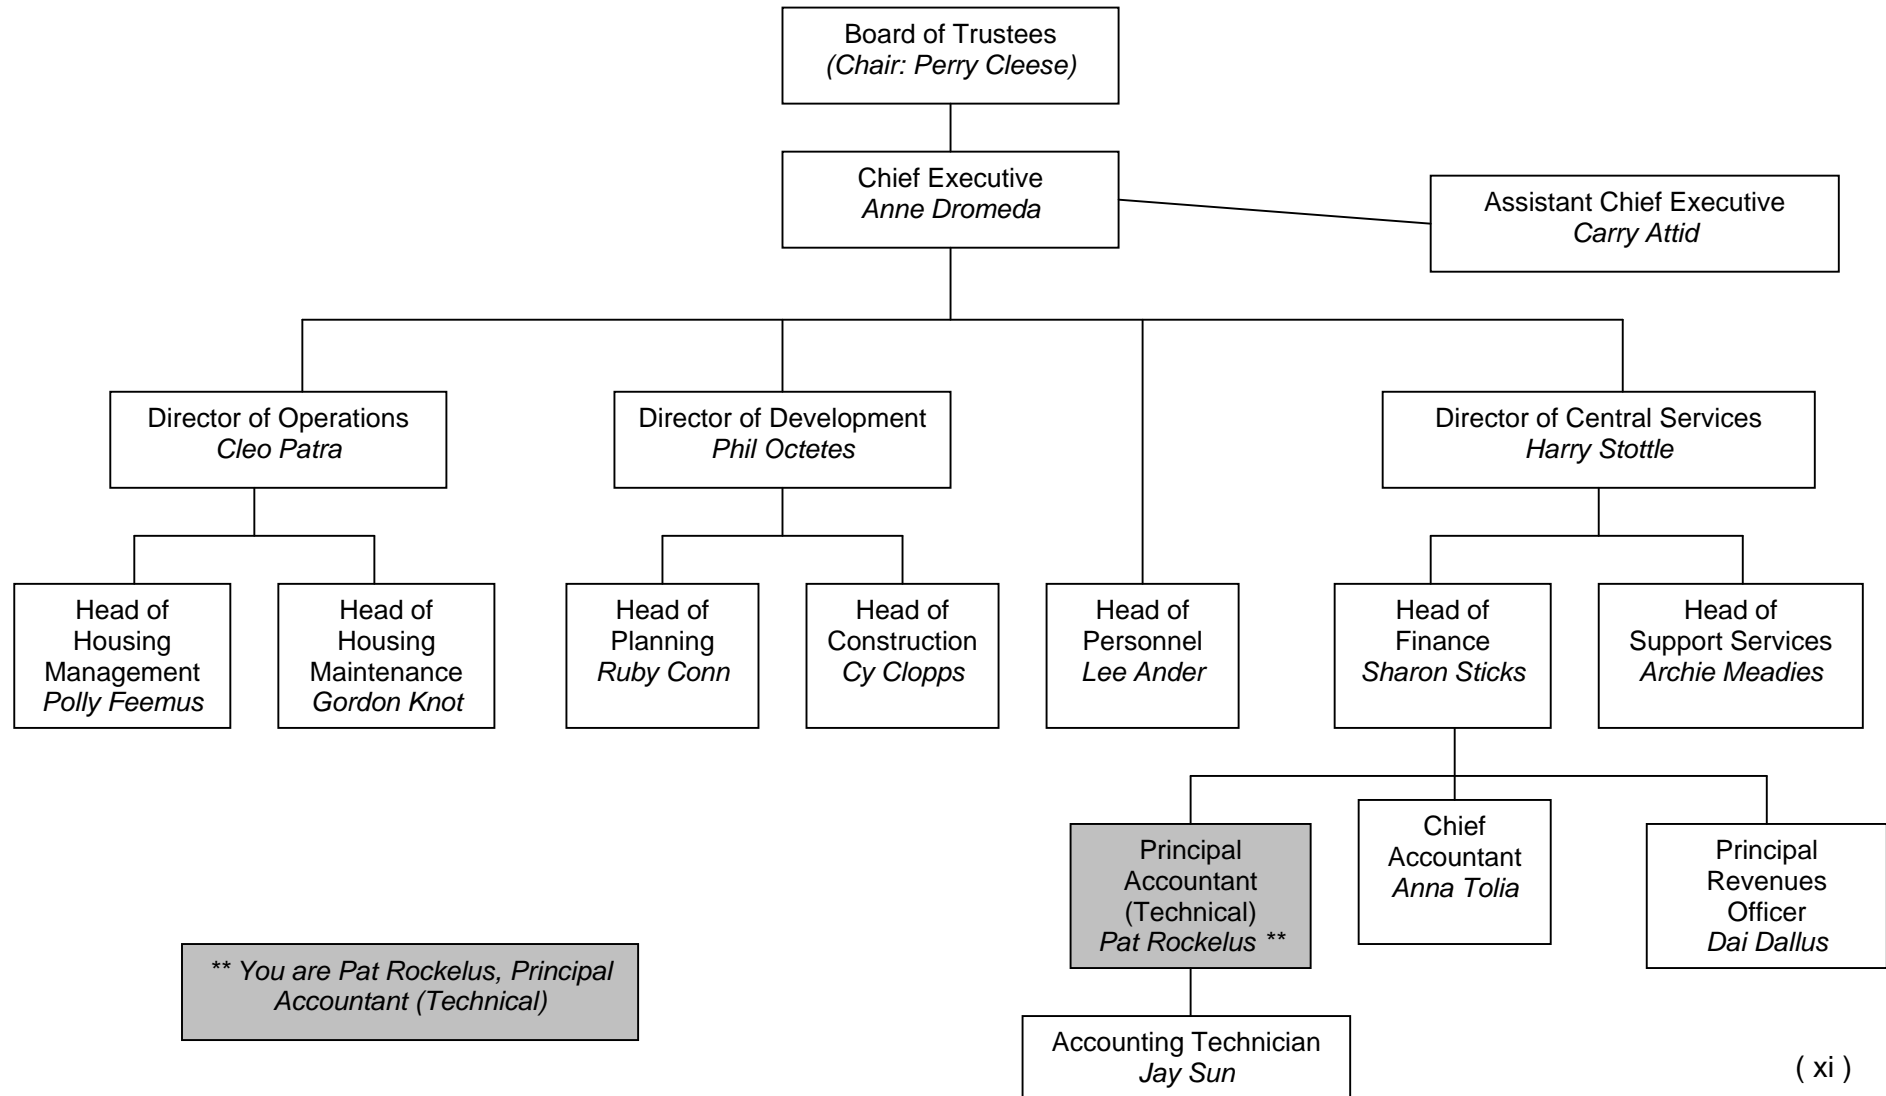 Board of Trustees
(Chair: Perry Cleese)
Chief Executive
Anne Dromeda
Assistant Chief Executive
Carry Attid
Director of Operations
Cleo Patra
Director of Development
Phil Octetes
Director of Central Services
Harry Stottle
Head of
Housing
Management
Polly Feemus
Head of
Housing
Maintenance
Gordon Knot
Head of
Planning
Ruby Conn
Head of
Construction
Cy Clopps
Head of
Personnel
Lee Ander
Head of
Finance
Sharon Sticks
Head of
Support Services
Archie Meadies
Principal
Accountant
(Technical)
Pat Rockelus **
Chief
Accountant
Anna Tolia
Principal
Revenues
Officer
Dai Dallus
** You are Pat Rockelus, Principal
Accountant (Technical)
Accounting Technician
Jay Sun
( xi )